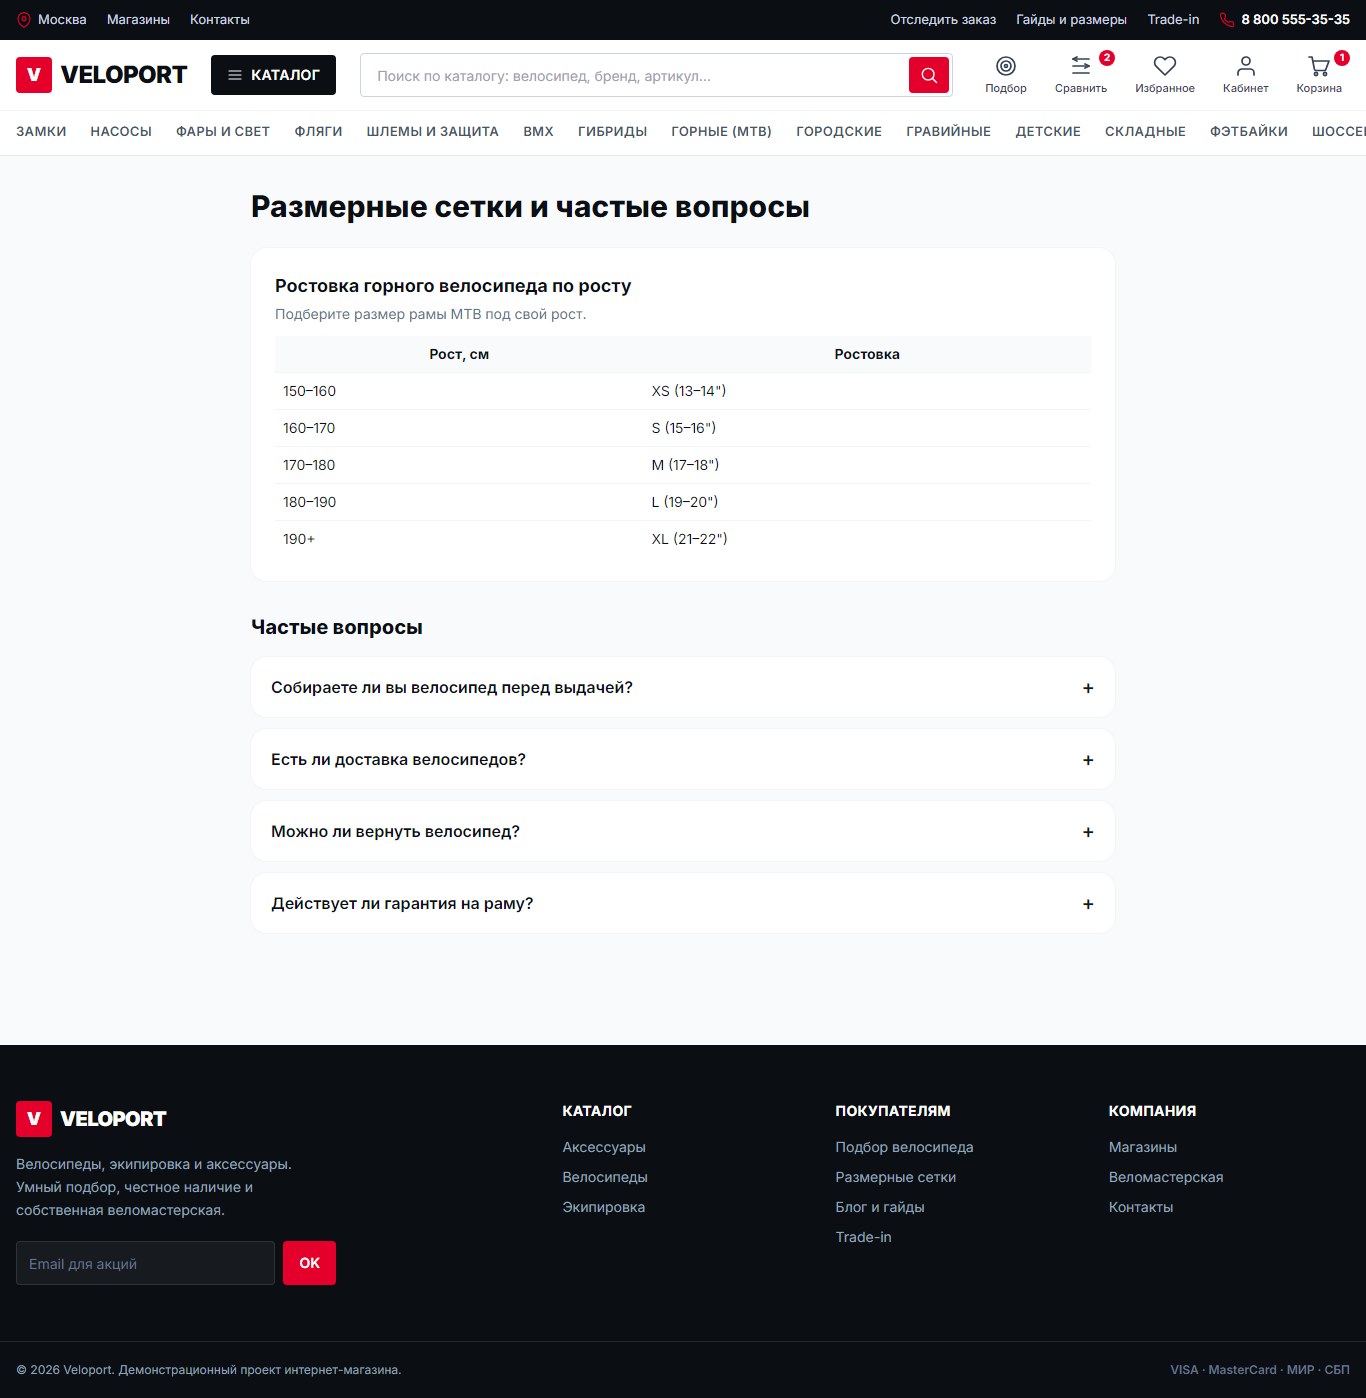 Москва Магазины Контакты Отследить заказ Гайды и размеры Trade-in 8 800 555-35-35
V VELOPORT КАТАЛОГ Поиск по каталогу: велосипед, бренд, артикул... Подбор Сравнить 2 Избранное Кабинет Корзина 1
ЗАМКИ НАСОСЫ ФАРЫ И СВЕТ ФЛЯГИ ШЛЕМЫ И ЗАЩИТА BMX ГИБРИДЫ ГОРНЫЕ (MTB) ГОРОДСКИЕ ГРАВИЙНЫЕ ДЕТСКИЕ СКЛАДНЫЕ ФЭТБАЙКИ
Размерные сетки и частые вопросы
Ростовка горного велосипеда по росту
Подберите размер рамы MTB под свой рост.
Рост, см Ростовка
150–160 XS (13–14")
160–170 S (15–16")
170–180 M (17–18")
180–190 L (19–20")
190+ XL (21–22")
Частые вопросы
Собираете ли вы велосипед перед выдачей? +
Есть ли доставка велосипедов? +
Можно ли вернуть велосипед? +
Действует ли гарантия на раму? +
V VELOPORT
Велосипеды, экипировка и аксессуары.
Умный подбор, честное наличие и
собственная веломастерская.
Email для акций OK
КАТАЛОГ
Аксессуары
Велосипеды
Экипировка
ПОКУПАТЕЛЯМ
Подбор велосипеда
Размерные сетки
Блог и гайды
Trade-in
КОМПАНИЯ
Магазины
Веломастерская
Контакты
© 2026 Veloport. Демонстрационный проект интернет-магазина. VISA · MasterCard · МИР · СБП